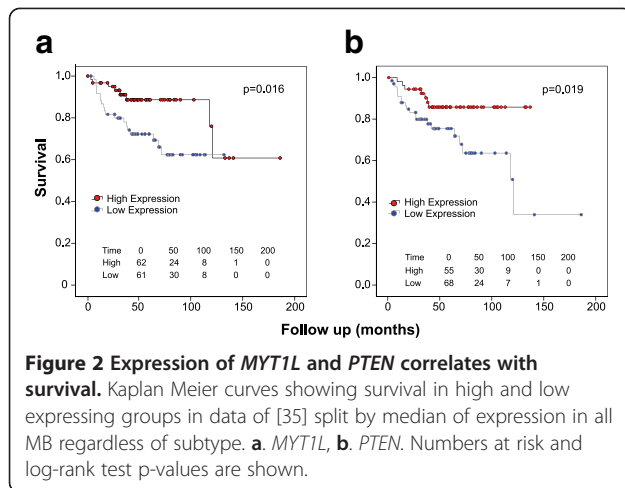 a
b
1.0
0.8
0.6
0.4
0.2
0
Survival
p=0.016
High Expression
Low Expression
Time 0 50 100 150 200
High 62 24 8 1 0
Low 61 30 8 0 0
0 50 100 150 200
1.0
0.8
0.6
0.4
0.2
0.0
p=0.019
High Expression
Low Expression
Time 0 50 100 150 200
High 55 30 9 0 0
Low 68 24 7 1 0
0 50 100 150 200
Follow up (months)
Figure 2 Expression of MYT1L and PTEN correlates with
survival. Kaplan Meier curves showing survival in high and low
expressing groups in data of [35] split by median of expression in all
MB regardless of subtype. a. MYT1L, b. PTEN. Numbers at risk and
log-rank test p-values are shown.